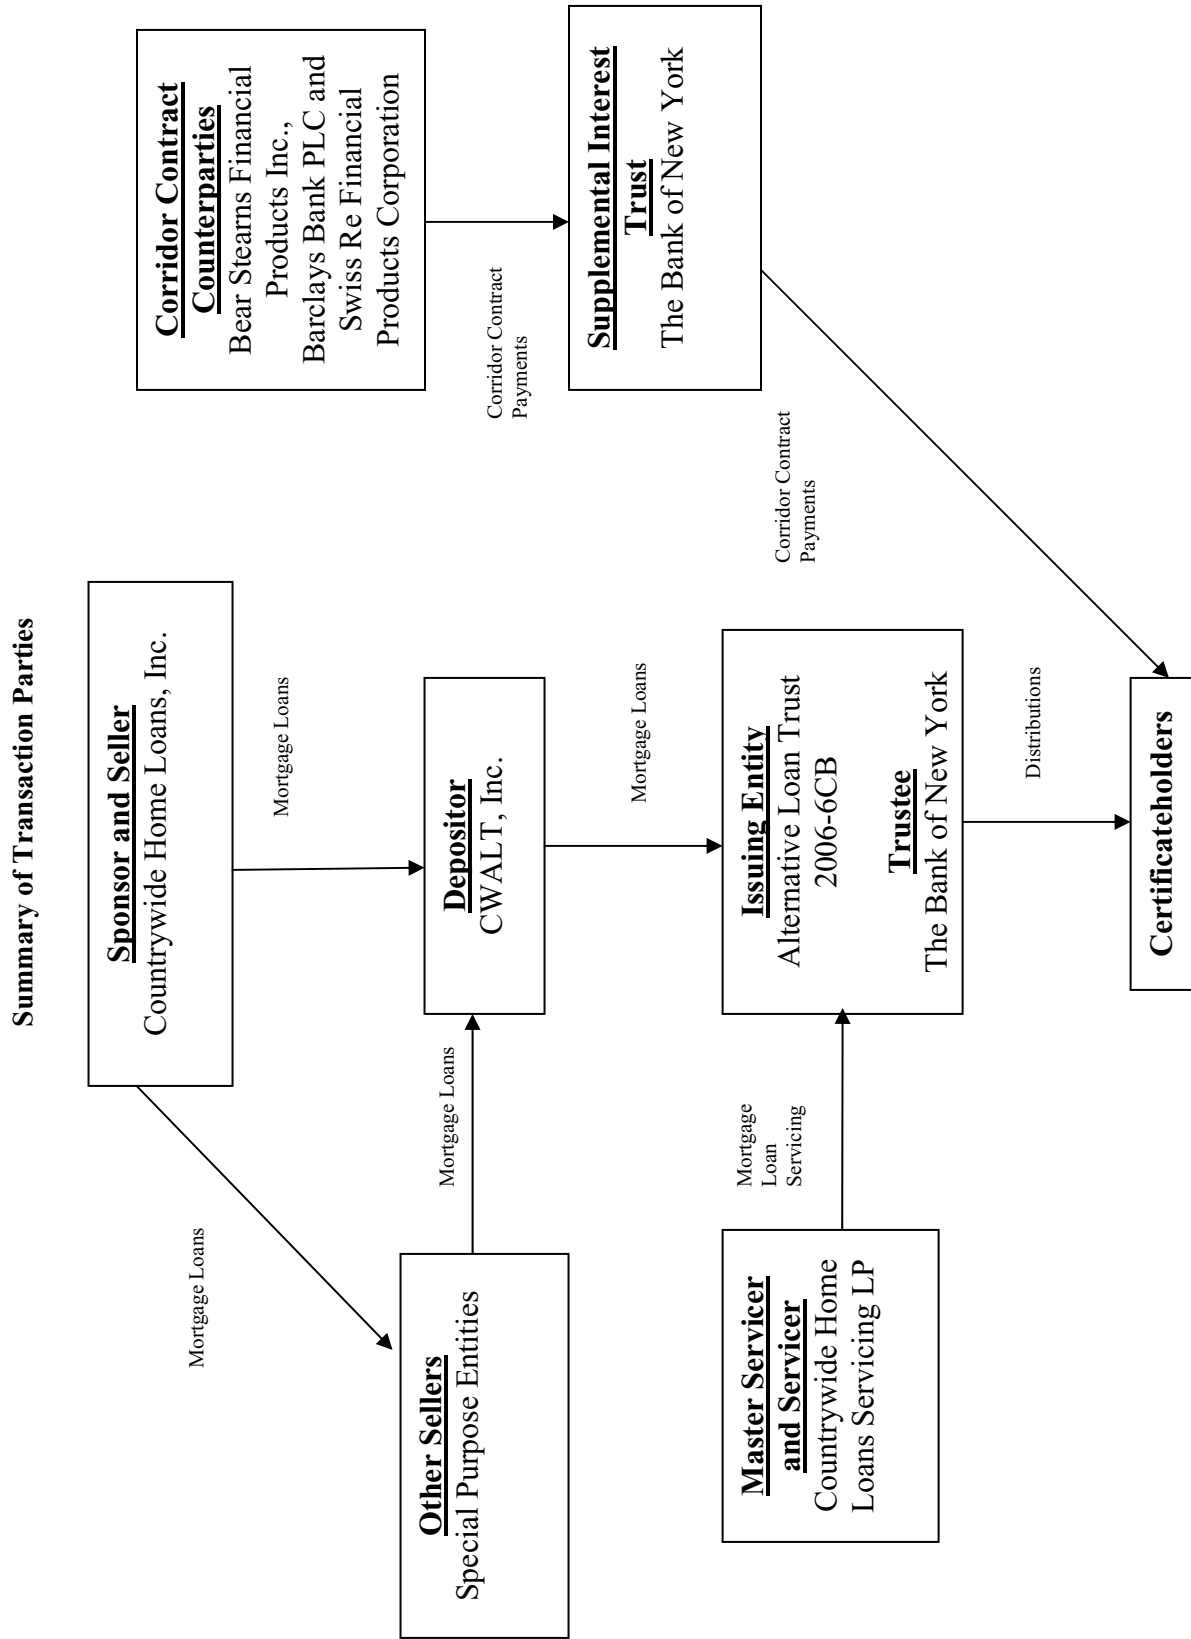 Summary of Transaction Parties
Sponsor and Seller
Countrywide Home Loans, Inc.
Corridor Contract
Counterparties
Bear Stearns Financial
Products Inc.,
Barclays Bank PLC and
Swiss Re Financial
Products Corporation
Mortgage Loans
Mortgage Loans
Corridor Contract
Payments
Other Sellers
Special Purpose Entities
Mortgage Loans
Depositor
CWALT, Inc.
Supplemental Interest
Trust
The Bank of New York
Mortgage Loans
Corridor Contract
Payments
Master Servicer
and Servicer
Countrywide Home
Loans Servicing LP
Mortgage
Loan
Servicing
Issuing Entity
Alternative Loan Trust
2006-6CB
Trustee
The Bank of New York
Distributions
Certificateholders